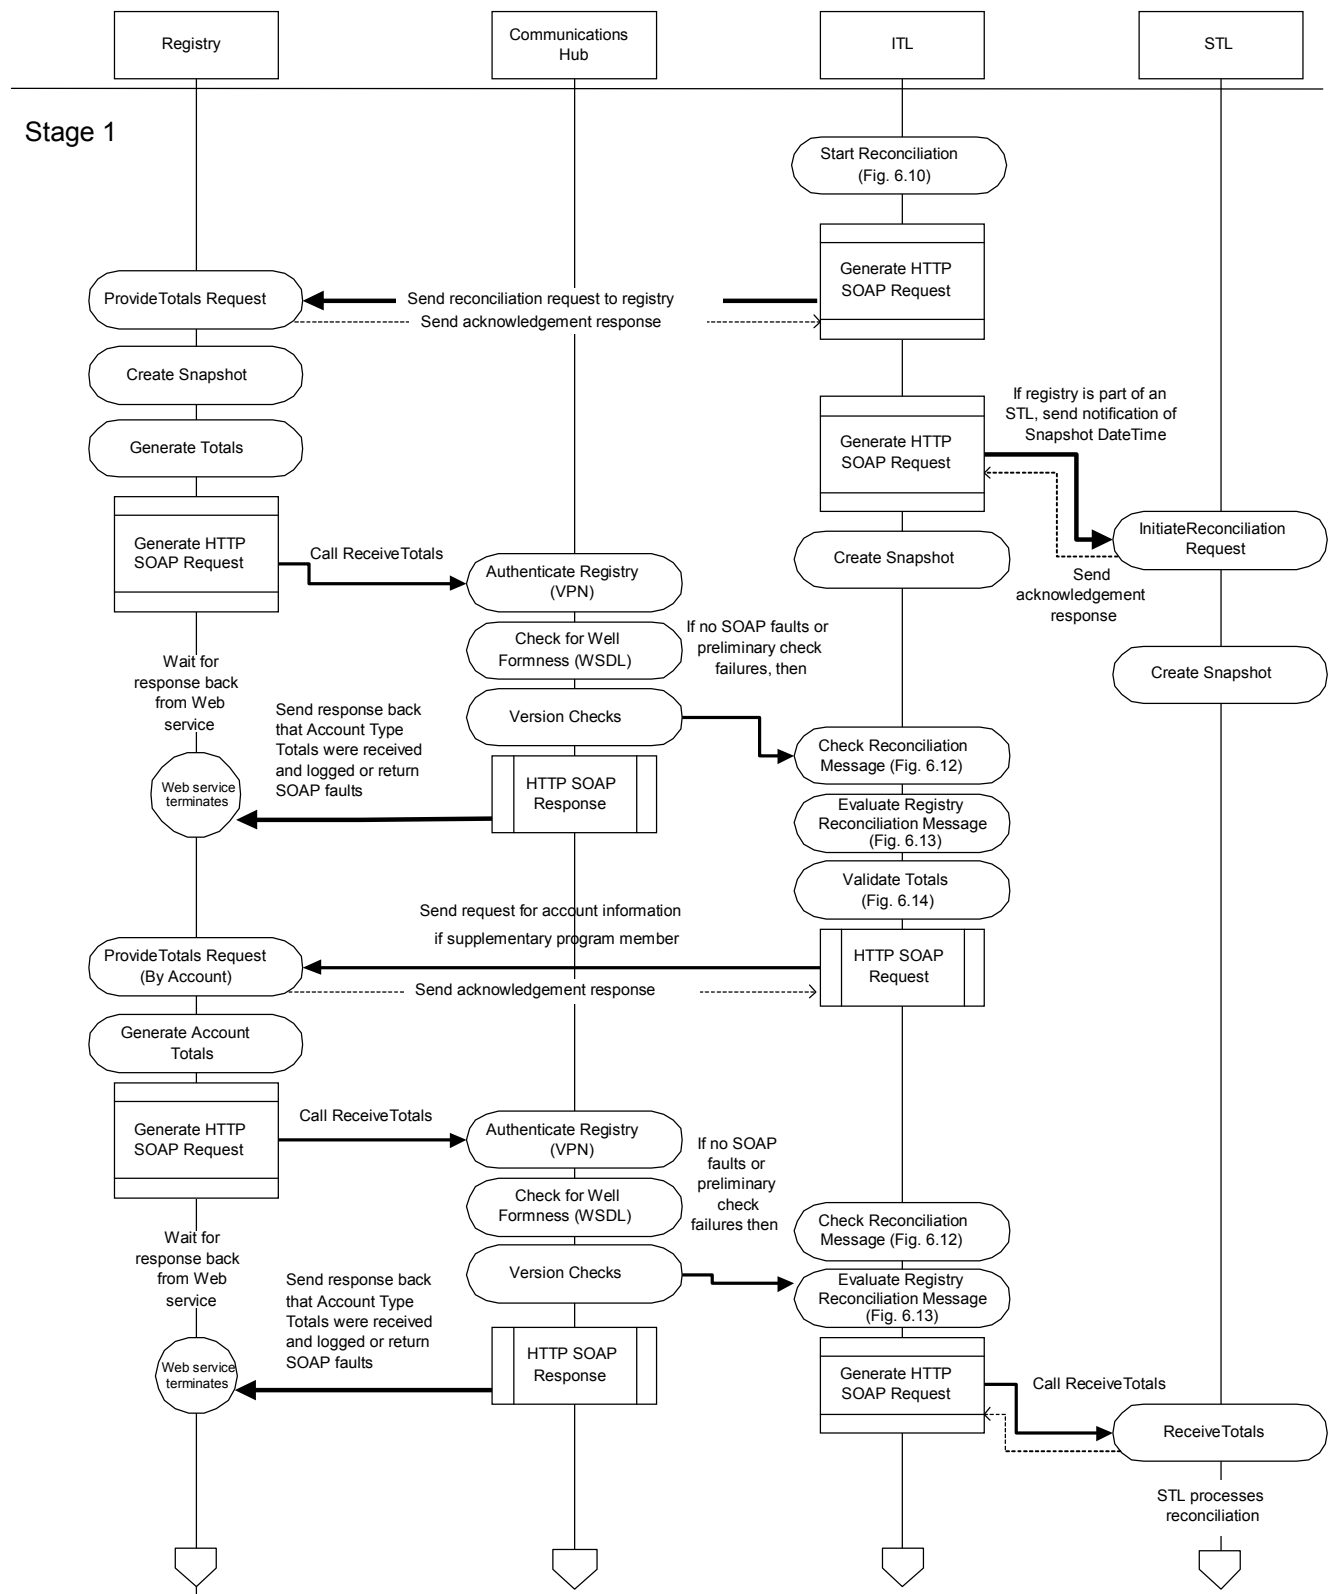 Registry
Communications
Hub
ITL
STL
Stage 1
Start Reconciliation
(Fig. 6.10)
Generate HTTP
SOAP Request
ProvideTotals Request
Send reconciliation request to registry
Send acknowledgement response
Create Snapshot
If registry is part of an
STL, send notification of
Snapshot DateTime
Generate HTTP
SOAP Request
Generate Totals
Generate HTTP
SOAP Request
Call ReceiveTotals
InitiateReconciliation
Request
Create Snapshot
Authenticate Registry
(VPN)
Send
acknowledgement
response
Check for Well
Formness (WSDL)
If no SOAP faults or
preliminary check
failures, then
Wait for
response back
from Web
service
Create Snapshot
Send response back
that Account Type
Totals were received
and logged or return
SOAP faults
Version Checks
Check Reconciliation
Message (Fig. 6.12)
Web service
terminates
HTTP SOAP
Response
Evaluate Registry
Reconciliation Message
(Fig. 6.13)
Validate Totals
(Fig. 6.14)
Send request for account information
if supplementary program member
ProvideTotals Request
(By Account)
HTTP SOAP
Request
Send acknowledgement response
Generate Account
Totals
Generate HTTP
SOAP Request
Call ReceiveTotals
Authenticate Registry
(VPN)
If no SOAP
faults or
preliminary
check
failures then
Check for Well
Formness (WSDL)
Check Reconciliation
Message (Fig. 6.12)
Wait for
response back
from Web
service
Send response back
that Account Type
Totals were received
and logged or return
SOAP faults
Version Checks
Evaluate Registry
Reconciliation Message
(Fig. 6.13)
Web service
terminates
HTTP SOAP
Response
Generate HTTP
SOAP Request
Call ReceiveTotals
ReceiveTotals
STL processes
reconciliation